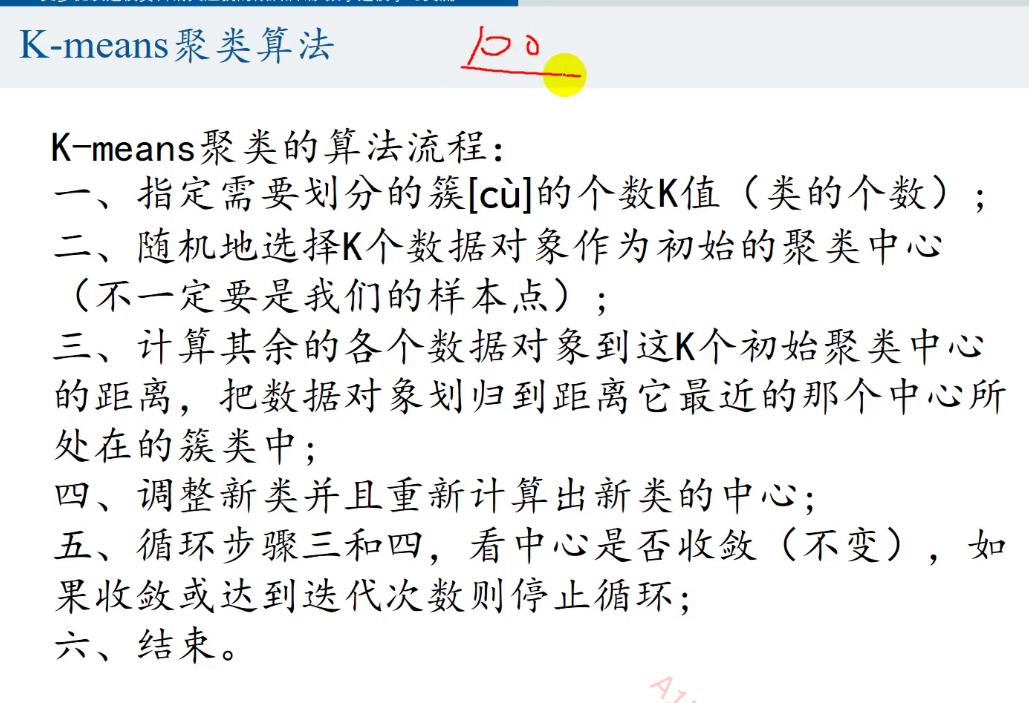 K-means聚类算法
100
K-means聚类的算法流程：
一、指定需要划分的簇[cù]的个数K值（类的个数）；
二、随机地选择K个数据对象作为初始的聚类中心
（不一定要是我们的样本点）；
三、计算其余的各个数据对象到这K个初始聚类中心
的距离，把数据对象划归到距离它最近的那个中心所
处在的簇类中；
四、调整新类并且重新计算出新类的中心；
五、循环步骤三和四，看中心是否收敛（不变），如
果收敛或达到迭代次数则停止循环；
六、结束。